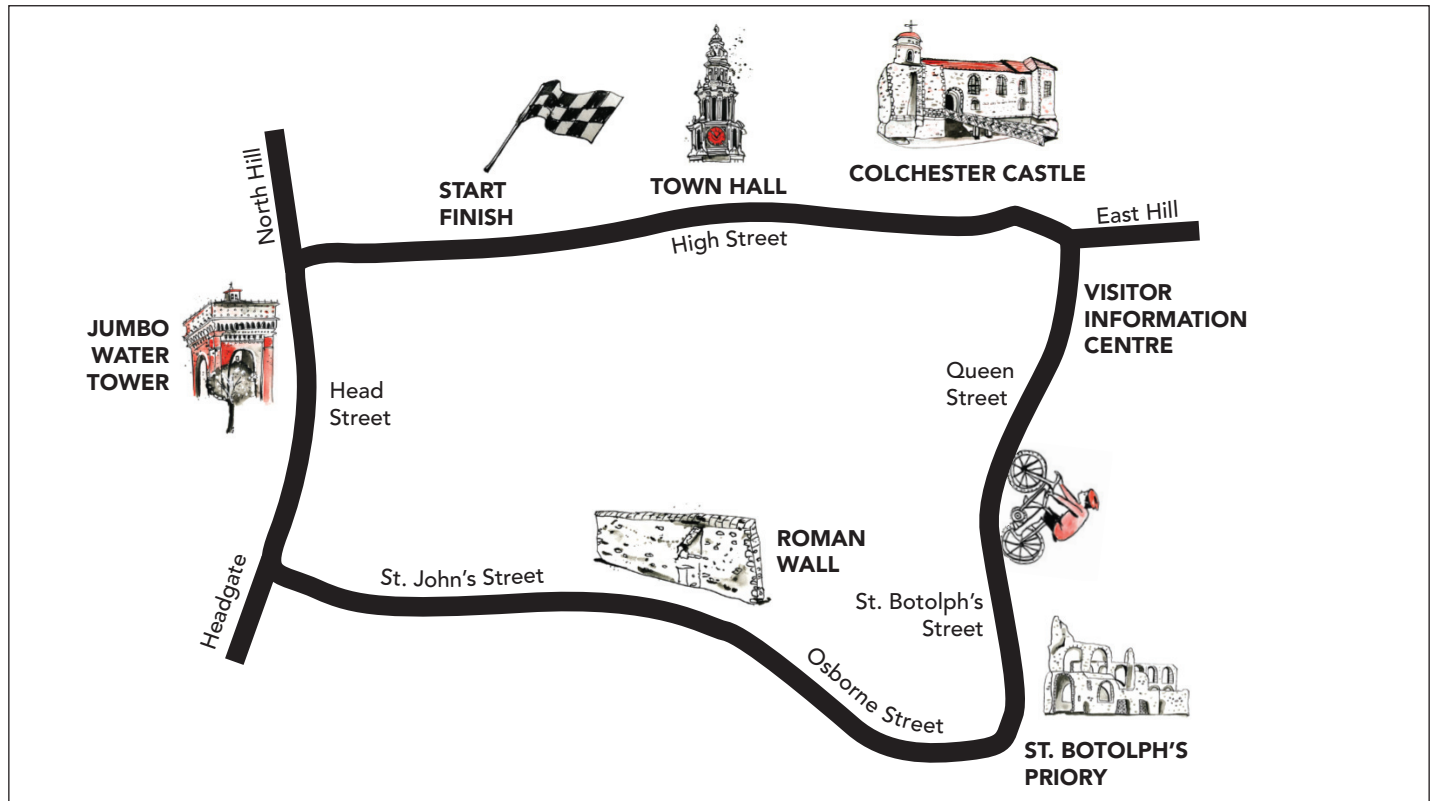 START
FINISH
TOWN HALL
COLCHESTER CASTLE
North Hill
High Street
East Hill
JUMBO
WATER
TOWER
Head
Street
VISITOR
INFORMATION
CENTRE
Queen
Street
Headgate
St. John's Street
ROMAN
WALL
St. Botolph's
Street
Osborne Street
ST. BOTOLPH'S
PRIORY